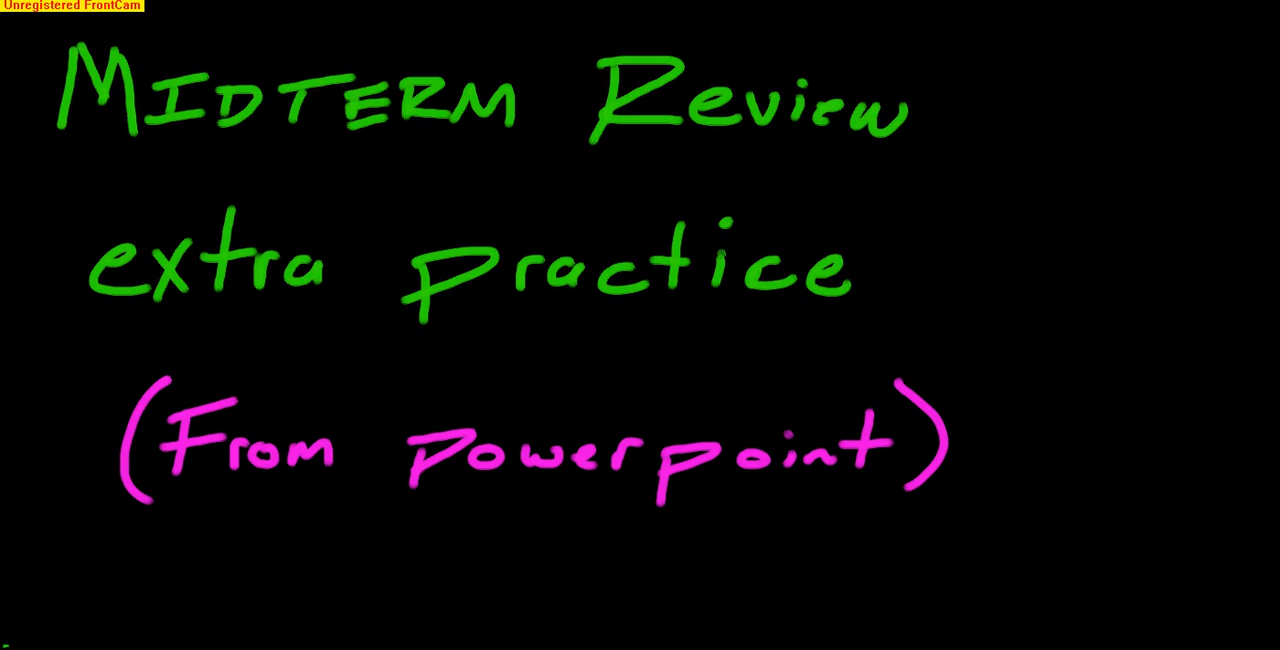 Unregistered FrontCam
MIDTERM Review
extra practice
(From Powerpoint)